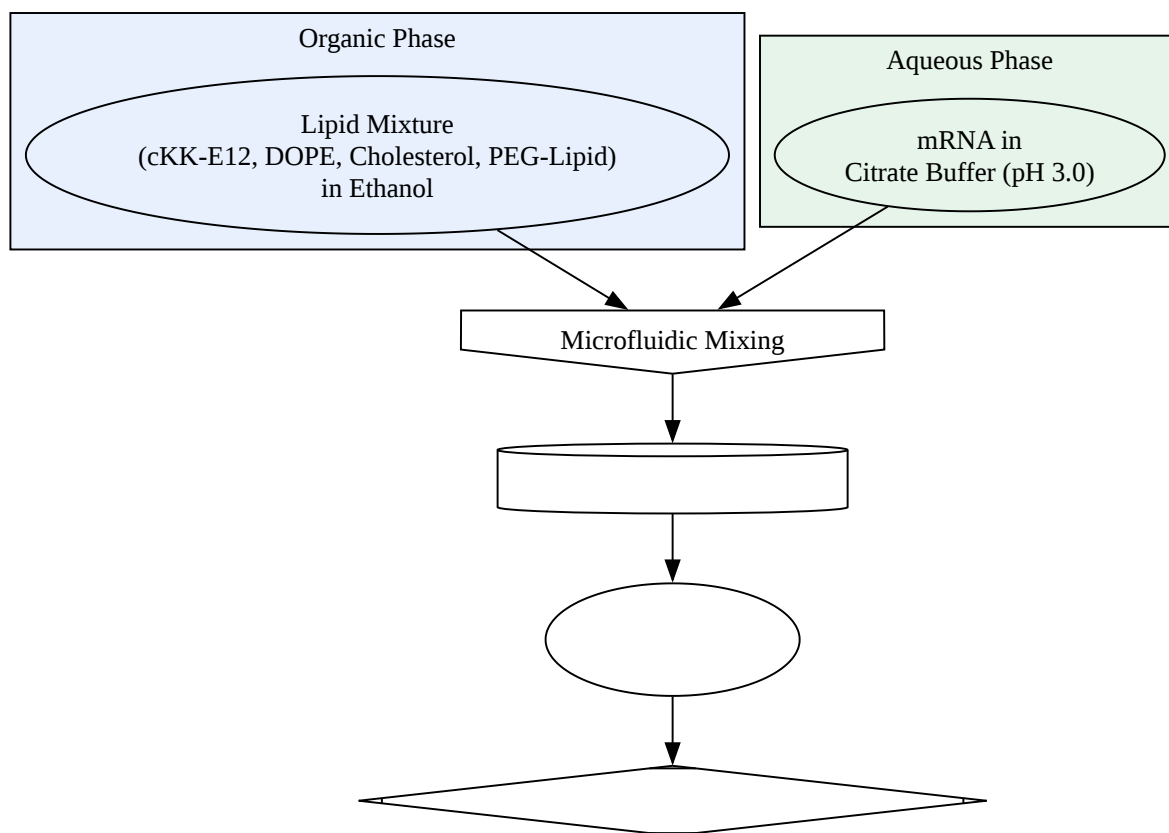 Organic Phase
Lipid Mixture
(cKK-E12, DOPE, Cholesterol, PEG-Lipid)
in Ethanol
Aqueous Phase
mRNA in
Citrate Buffer (pH 3.0)
Microfluidic Mixing